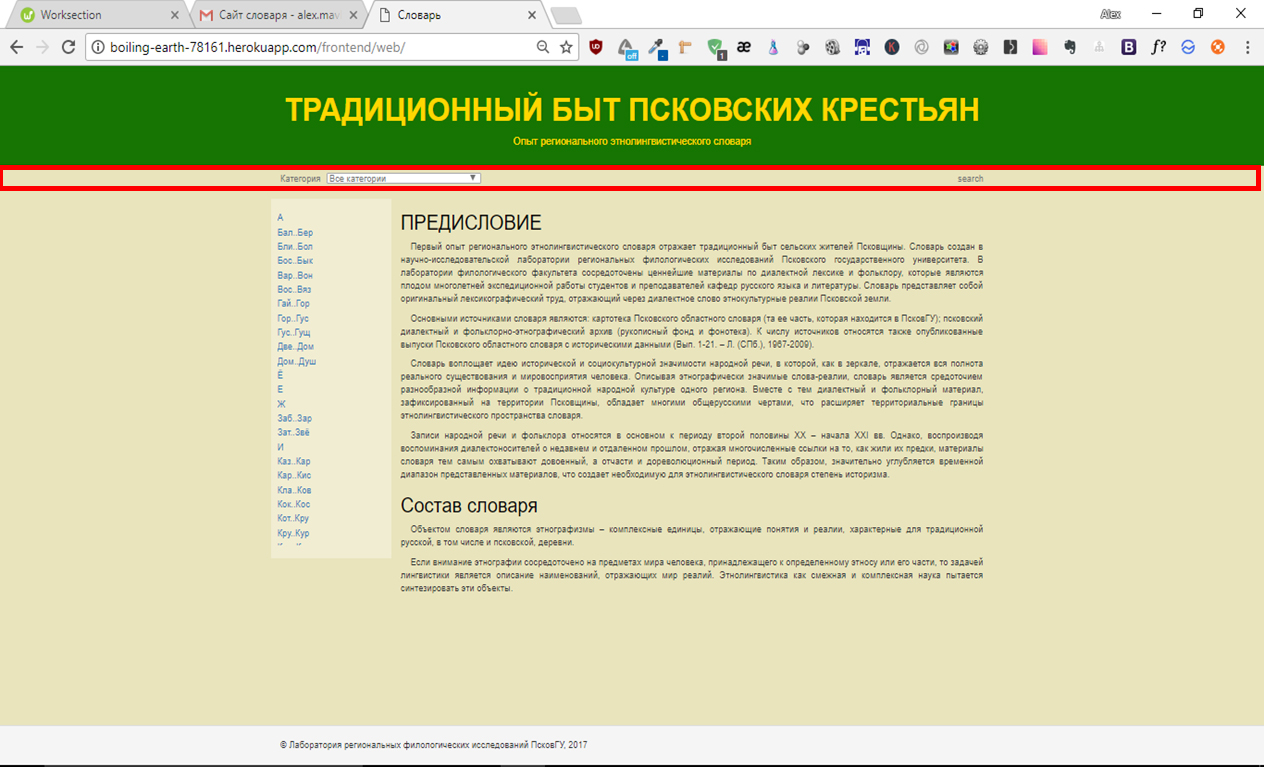 Worksection
Сайт словаря - alex.mav
Словарь
Alex
boiling-earth-78161.herokuapp.com/frontend/web/
ТРАДИЦИОННЫЙ БЫТ ПСКОВСКИХ КРЕСТЬЯН
Опыт регионального этнолингвистического словаря
Категория Все категории search
А
Бал..Бер
Бли..Бол
Бос..Бык
Вар..Вон
Вос..Вяз
Гай..Гор
Гор..Гус
Гус..Гущ
Две..Дом
Дом..Душ
Ё
Е
Ж
Заб..Зар
Зат..Звё
И
Каз..Кар
Кар..Кис
Кла..Ков
Кок..Кос
Кот..Кру
Кру..Кур
ПРЕДИСЛОВИЕ
Первый опыт регионального этнолингвистического словаря отражает традиционный быт сельских жителей Псковщины. Словарь создан в
научно-исследовательской лаборатории региональных филологических исследований Псковского государственного университета. В
лаборатории филологического факультета сосредоточены ценнейшие материалы по диалектной лексике и фольклору, которые являются
плодом многолетней экспедиционной работы студентов и преподавателей кафедр русского языка и литературы. Словарь представляет собой
оригинальный лексикографический труд, отражающий через диалектное слово этнокультурные реалии Псковской земли.
Основными источниками словаря являются: картотека Псковского областного словаря (та ее часть, которая находится в ПсковГУ); псковский
диалектный и фольклорно-этнографический архив (рукописный фонд и фонотека). К числу источников относятся также опубликованные
выпуски Псковского областного словаря с историческими данными (Вып. 1-21. – Л. (СПб.), 1967-2009).
Словарь воплощает идею исторической и социокультурной значимости народной речи, в которой, как в зеркале, отражается вся полнота
реального существования и мировосприятия человека. Описывая этнографически значимые слова-реалии, словарь является средоточием
разнообразной информации о традиционной народной культуре одного региона. Вместе с тем диалектный и фольклорный материал,
зафиксированный на территории Псковщины, обладает многими общерусскими чертами, что расширяет территориальные границы
этнолингвистического пространства словаря.
Записи народной речи и фольклора относятся в основном к периоду второй половины XX – начала XXI вв. Однако, воспроизводя
воспоминания диалектоносителей о недавнем и отдаленном прошлом, отражая многочисленные ссылки на то, как жили их предки, материалы
словаря тем самым охватывают довоенный, а отчасти и дореволюционный период. Таким образом, значительно углубляется временной
диапазон представленных материалов, что создает необходимую для этнолингвистического словаря степень историзма.
Состав словаря
Объектом словаря являются этнографизмы – комплексные единицы, отражающие понятия и реалии, характерные для традиционной
русской, в том числе и псковской, деревни.
Если внимание этнографии сосредоточено на предметах мира человека, принадлежащего к определенному этносу или его части, то задачей
лингвистики является описание наименований, отражающих мир реалий. Этнолингвистика как смежная и комплексная наука пытается
синтезировать эти объекты.
© Лаборатория региональных филологических исследований ПсковГУ, 2017